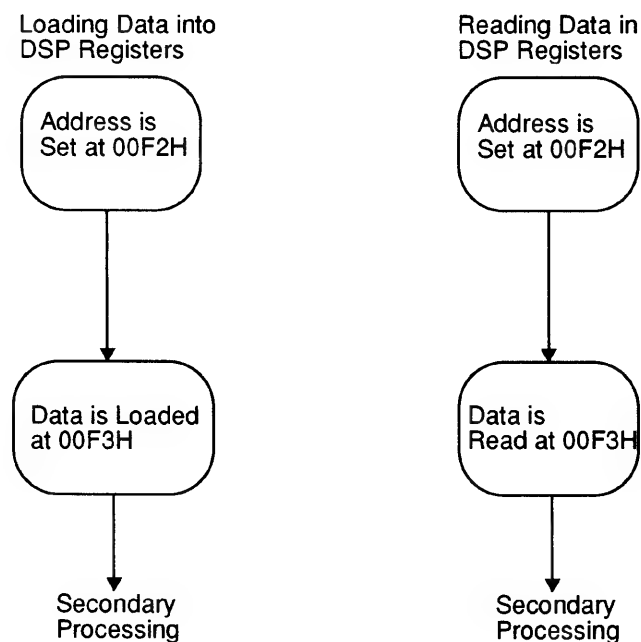 Loading Data into
DSP Registers
Address is
Set at 00F2H
Data is Loaded
at 00F3H
Secondary
Processing
Reading Data in
DSP Registers
Address is
Set at 00F2H
Data is
Read at 00F3H
Secondary
Processing